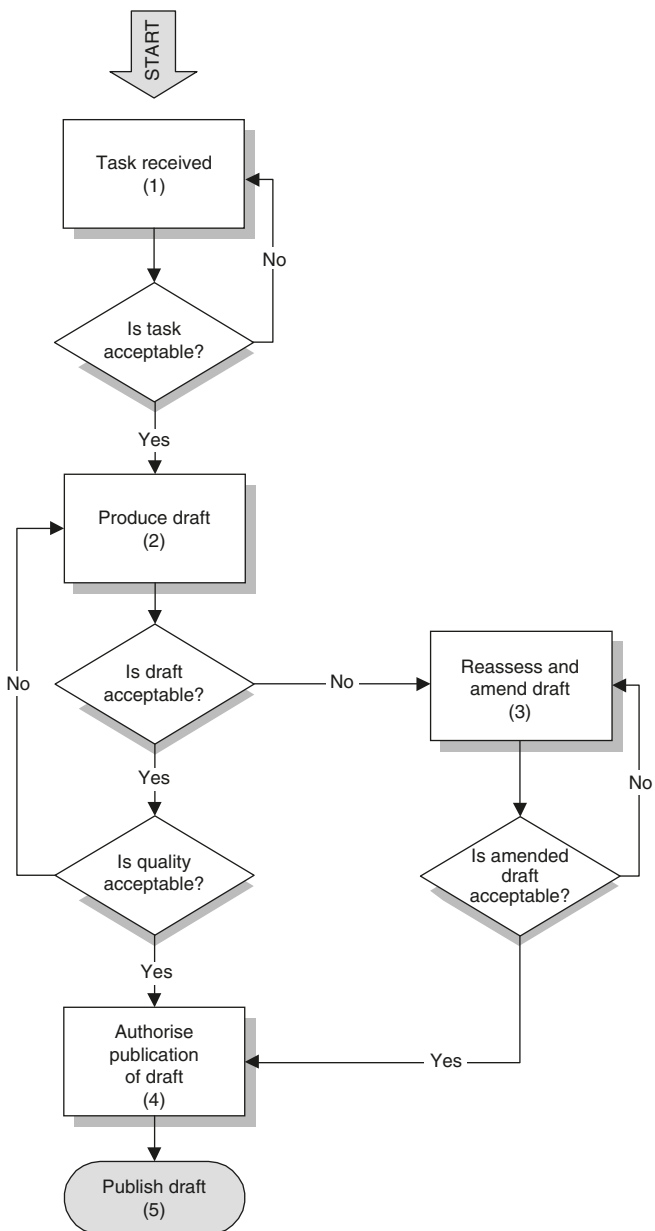 START
Task received
(1)
No
Is task
acceptable?
Yes
Produce draft
(2)
Is draft
acceptable?
No
Reassess and
amend draft
(3)
No
Yes
No
Is quality
acceptable?
Is amended
draft
acceptable?
Yes
Authorise
publication
of draft
(4)
Yes
Publish draft
(5)